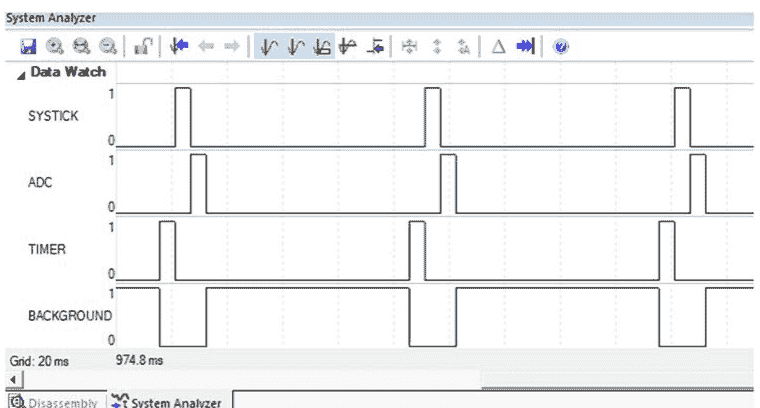 System Analyzer
Data Watch
1
SYSTICK
0
1
ADC
0
1
TIMER
0
1
BACKGROUND
0
Grid: 20 ms 974.8 ms
Disassembly System Analyzer